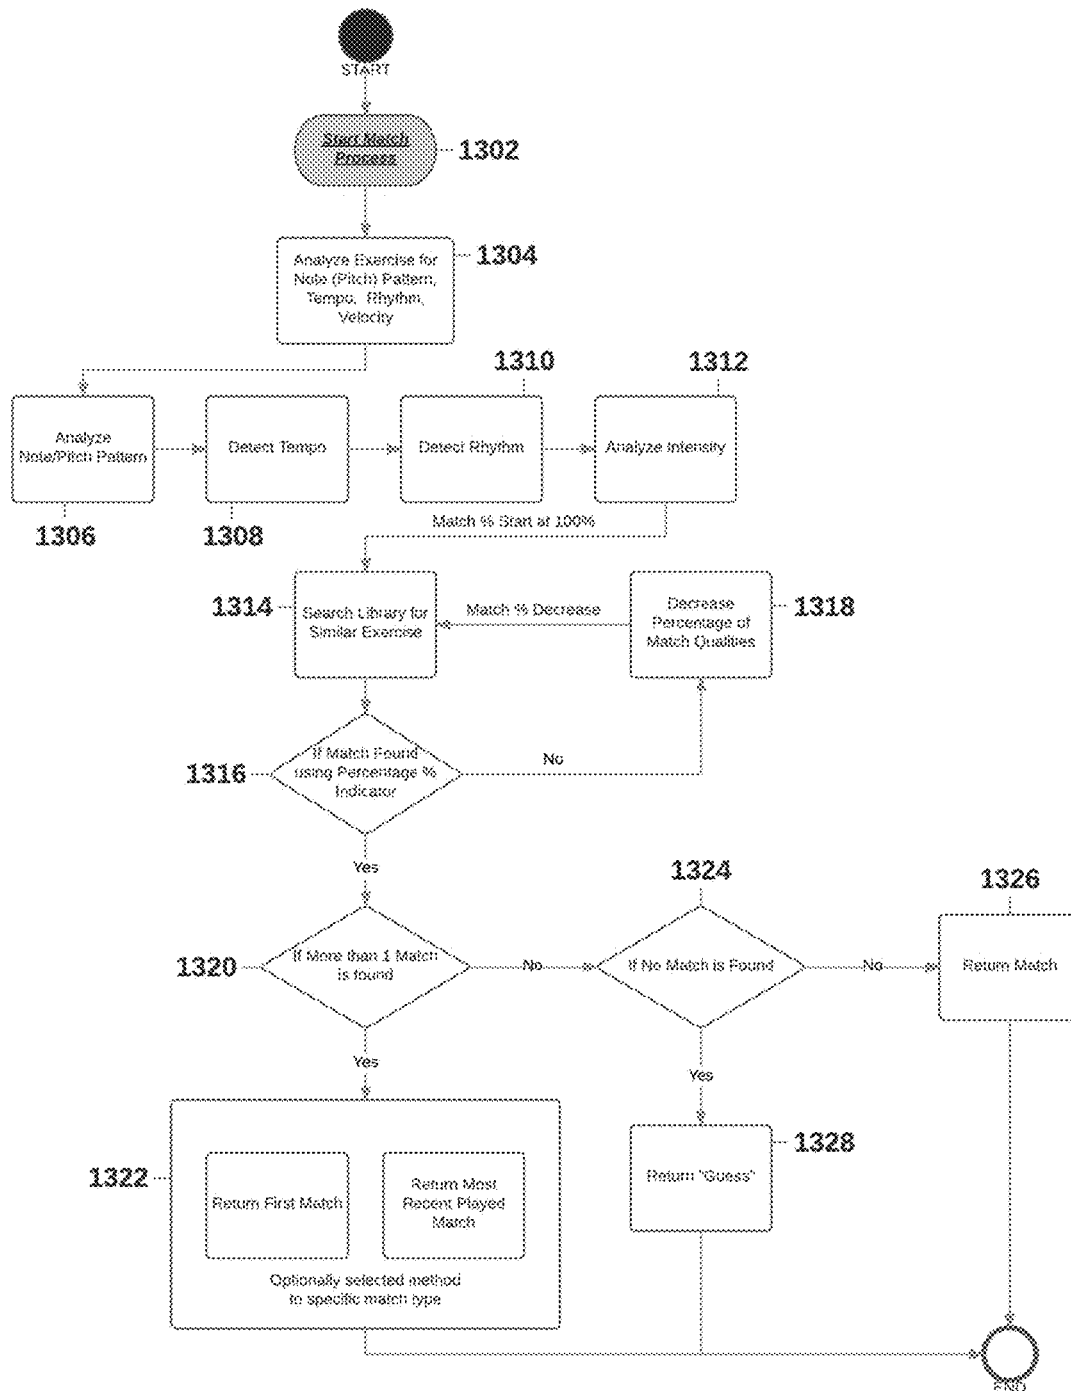 START
Start Match
Process
1302
Analyze Exercise for
Note (Pitch) Pattern,
Tempo, Rhythm,
Velocity
1304
1310
1312
Analyze
Note/Pitch Pattern
Detect Tempo
Detect Rhythm
Analyze Intensity
1306
1308
Match % Start at 100%
1314
Search Library for
Similar Exercise
Match % Decrease
Decrease
Percentage of
Match Qualities
1318
1316
If Match Found
using Percentage %
Indicator
No
Yes
1324
1326
1320
If More than 1 Match
is found
No
If No Match is Found
No
Return Match
Yes
Yes
1322
Return First Match
Return Most
Recent Played
Match
Optionally selected method
to specific match type
Return "Guess"
1328
END